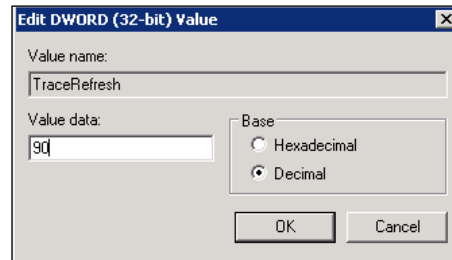 Edit DWORD (32-bit) Value
Value name:
TraceRefresh
Value data:
90
Base
Hexadecimal
Decimal
OK
Cancel